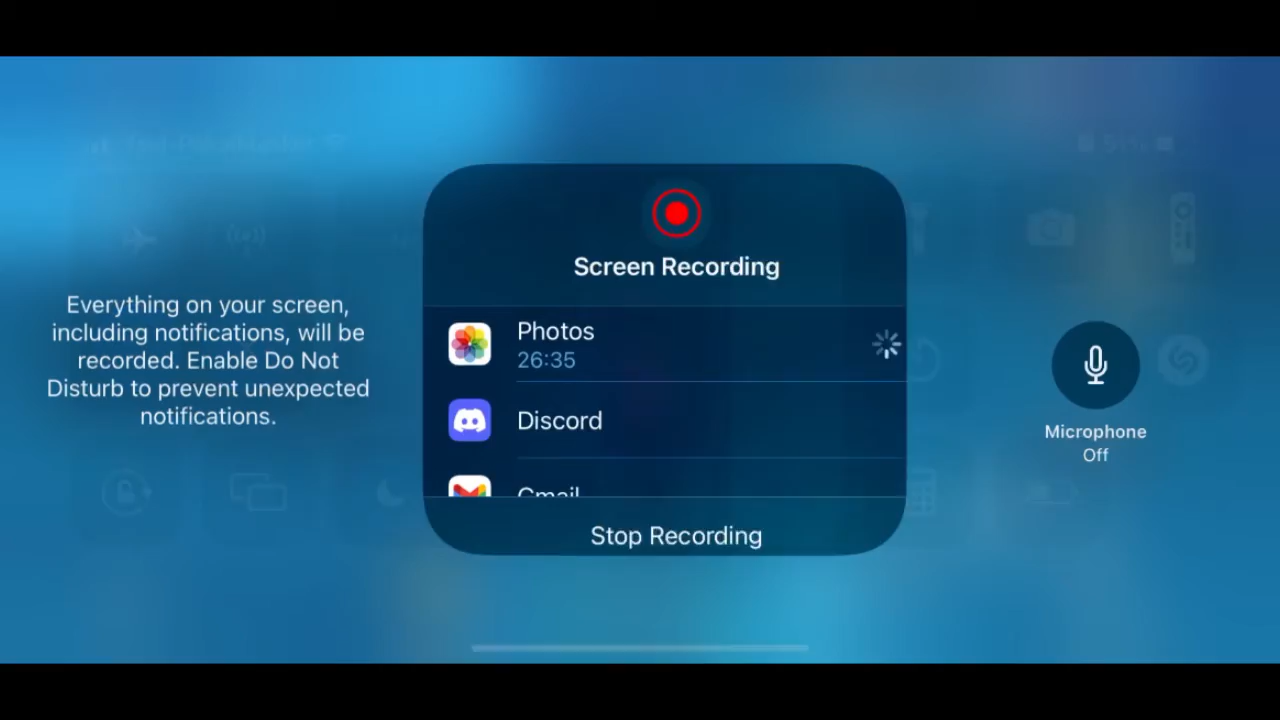 Screen Recording
Everything on your screen,
including notifications, will be
recorded. Enable Do Not
Disturb to prevent unexpected
notifications.
Photos
26:35
Discord
Gmail
Stop Recording
Microphone
Off